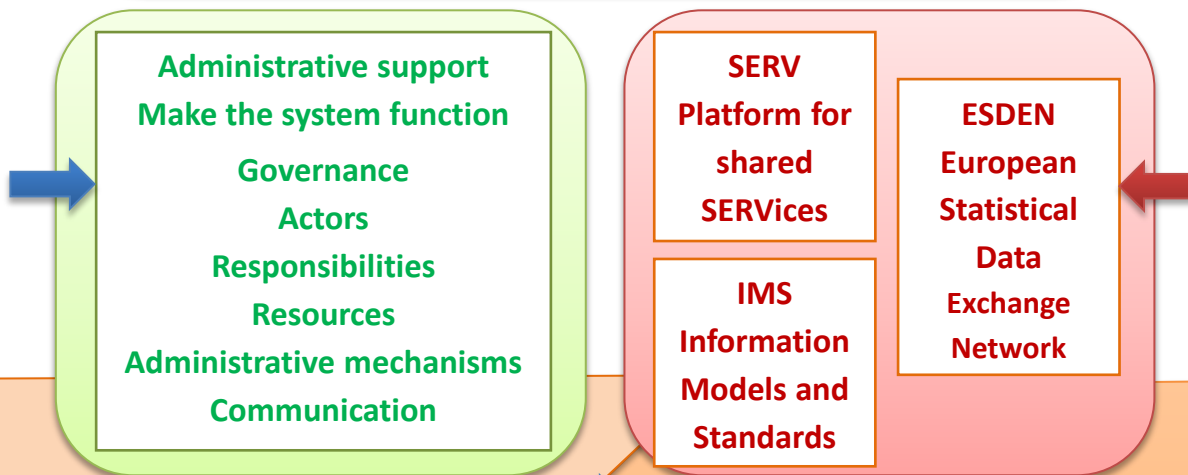 Administrative support
Make the system function
Governance
Actors
Responsibilities
Resources
Administrative mechanisms
Communication
SERV
Platform for
shared
SERVices
IMS
Information
Models and
Standards
ESDEN
European
Statistical
Data
Exchange
Network